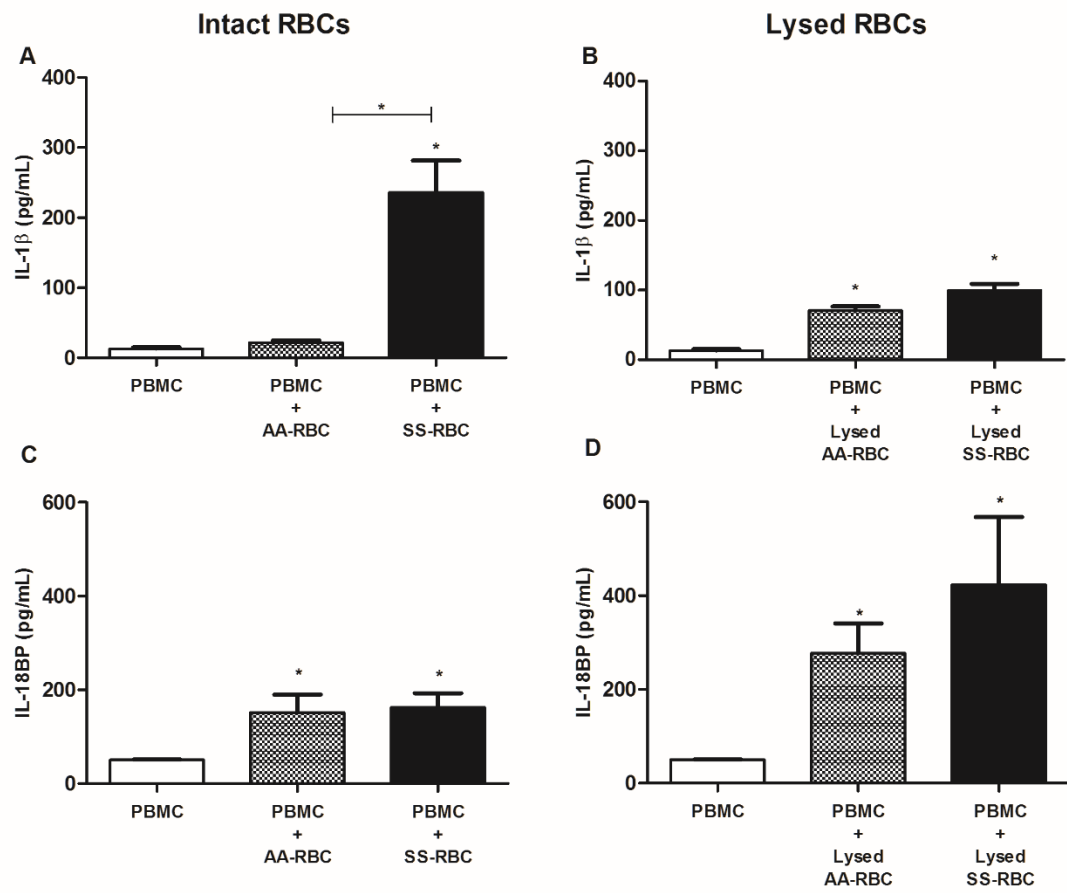 Intact RBCs
Lysed RBCs
A
400
300
200
100
0
IL-1β (pg/mL)
*
*
PBMC
PBMC
+
AA-RBC
PBMC
+
SS-RBC
B
400
300
200
100
0
IL-1β (pg/mL)
*
*
PBMC
PBMC
+
Lysed
AA-RBC
PBMC
+
Lysed
SS-RBC
C
600
400
200
0
IL-18BP (pg/mL)
*
*
PBMC
PBMC
+
AA-RBC
PBMC
+
SS-RBC
D
600
400
200
0
IL-18BP (pg/mL)
*
*
PBMC
PBMC
+
Lysed
AA-RBC
PBMC
+
Lysed
SS-RBC